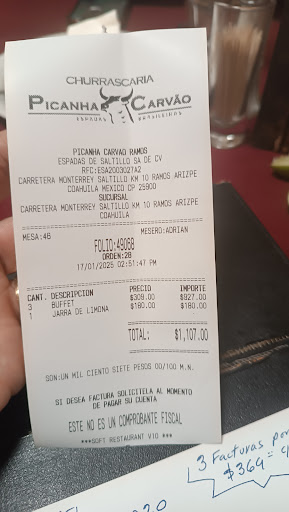 CHURRASCARIA
PICANHA CARVÃO
ESPADAS BRASILEIRAS
PICANHA CARVAO RAMOS
ESPADAS DE SALTILLO SA DE CV
RFC:ESA2003027A2
CARRETERA MONTERREY SALTILLO KM 10 RAMOS ARIZPE
COAHUILA MEXICO CP 25900
SUCURSAL
CARRETERA MONTERREY SALTILLO KM 10 RAMOS ARIZPE
COAHUILA
MESA:46 MESERO:ADRIAN
FOLIO:49068
ORDEN:28
17/01/2025 02:51:47 PM
CANT. DESCRIPCION PRECIO IMPORTE
3 BUFFET $309.00 $927.00
1 JARRA DE LIMONA $180.00 $180.00
TOTAL: $1,107.00
SON:UN MIL CIENTO SIETE PESOS 00/100 M.N.
SI DESEA FACTURA SOLICITELA AL MOMENTO
DE PAGAR SU CUENTA
ESTE NO ES UN COMPROBANTE FISCAL
***SOFT RESTAURANT V10 ***
3 Facturas por
$369=